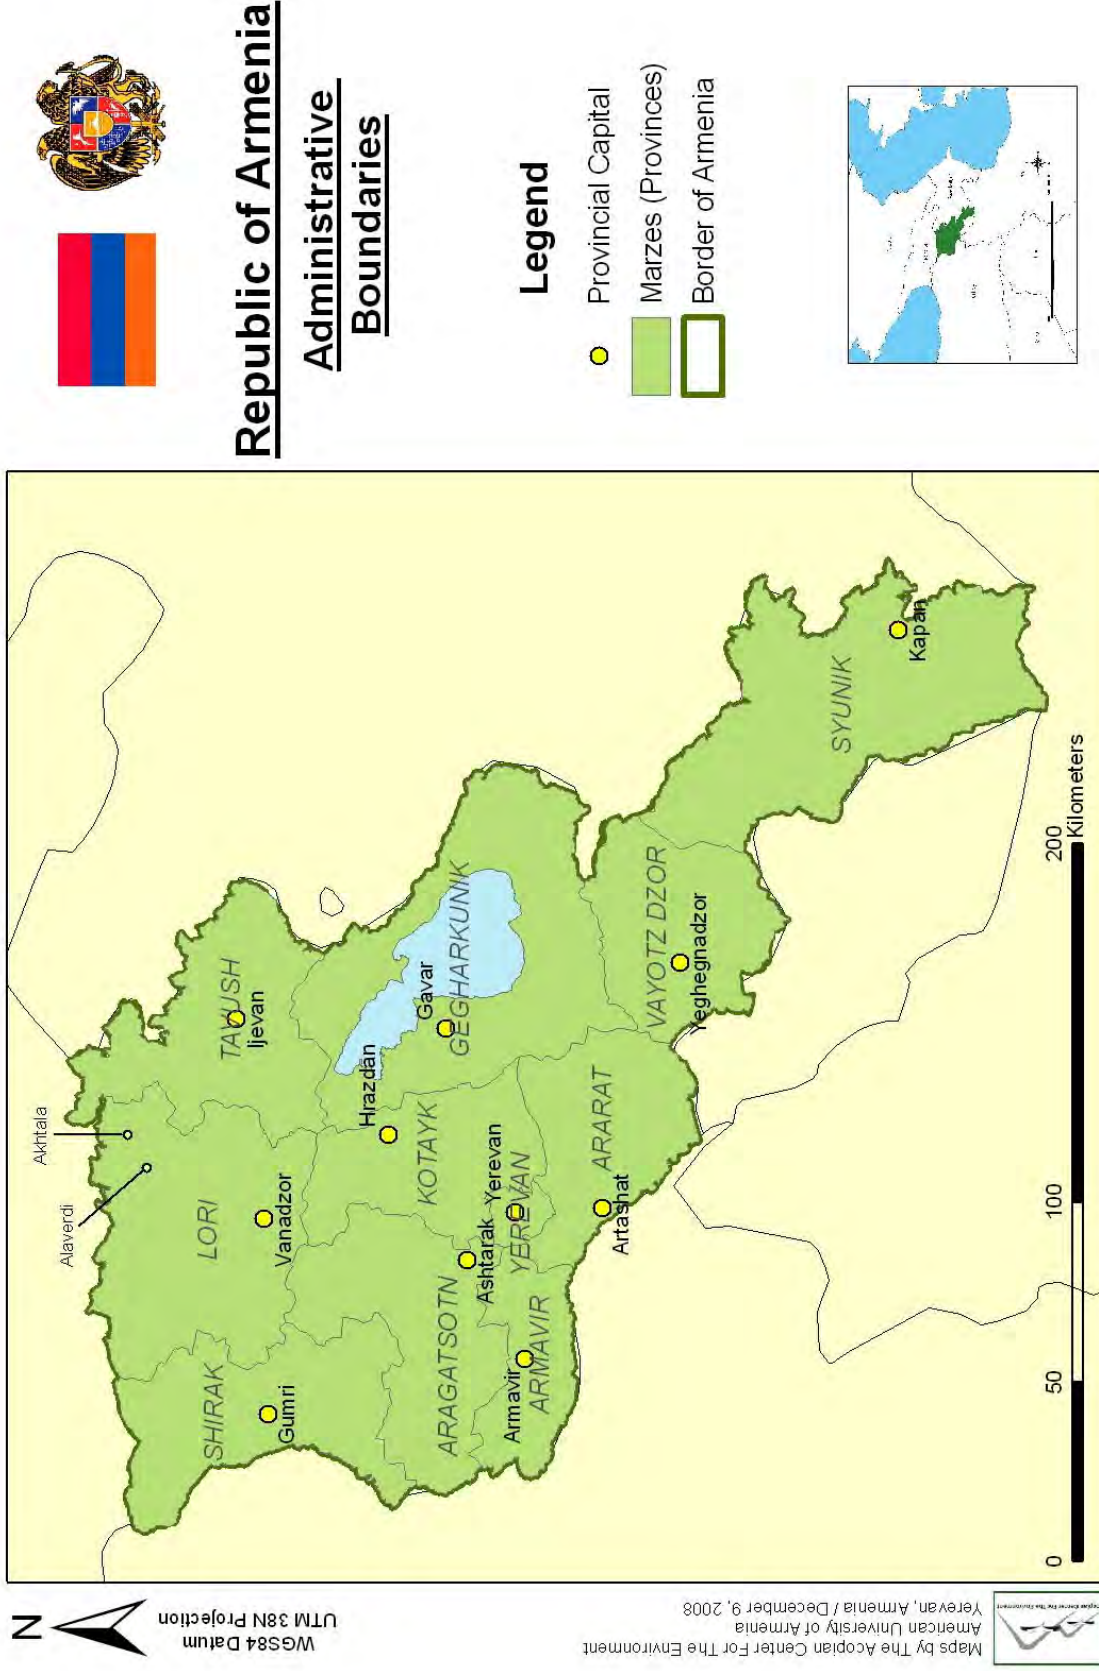 Republic of Armenia
Administrative
Boundaries
Legend
Provincial Capital
Marzes (Provinces)
Border of Armenia
N
WGS84 Datum
UTM 38N Projection
Akhtala
Alaverdi
SHIRAK
Gumri
LORI
Vanadzor
TAVUSH
Ijevan
Hrazdan
KOTAYK
Gavar
GEGHARKUNIK
ARAGATSOTN
Ashtarak
Yerevan
YEREVAN
Armavir
ARMAVIR
ARARAT
Artashat
VAYOTZ DZOR
Yeghegnadzor
SYUNIK
Kapan
0
50
100
200
Kilometers
Maps by The Acopian Center For The Environment
American University of Armenia
Yerevan, Armenia / December 9, 2008